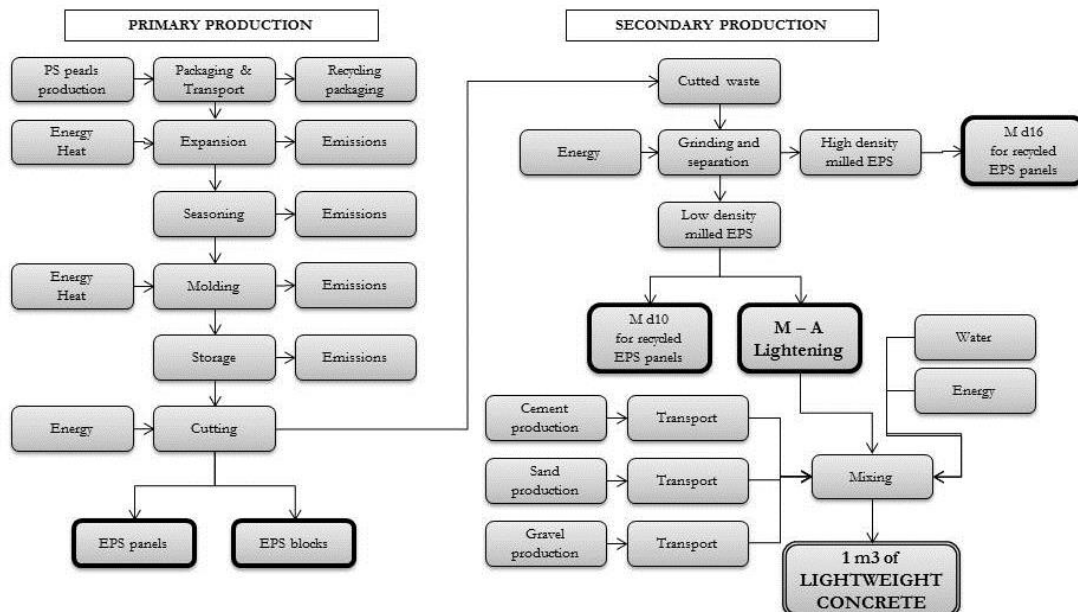 PRIMARY PRODUCTION
PS pearls
production
Packaging &
Transport
Recycling
packaging
Energy
Heat
Expansion
Emissions
Seasoning
Emissions
Energy
Heat
Molding
Emissions
Storage
Emissions
Energy
Cutting
EPS panels
EPS blocks
SECONDARY PRODUCTION
Cutted waste
Energy
Grinding and
separation
High density
milled EPS
M d16
for recycled
EPS panels
Low density
milled EPS
M d10
for recycled
EPS panels
M – A
Lightening
Water
Energy
Cement
production
Transport
Sand
production
Transport
Mixing
Gravel
production
Transport
1 m3 of
LIGHTWEIGHT
CONCRETE